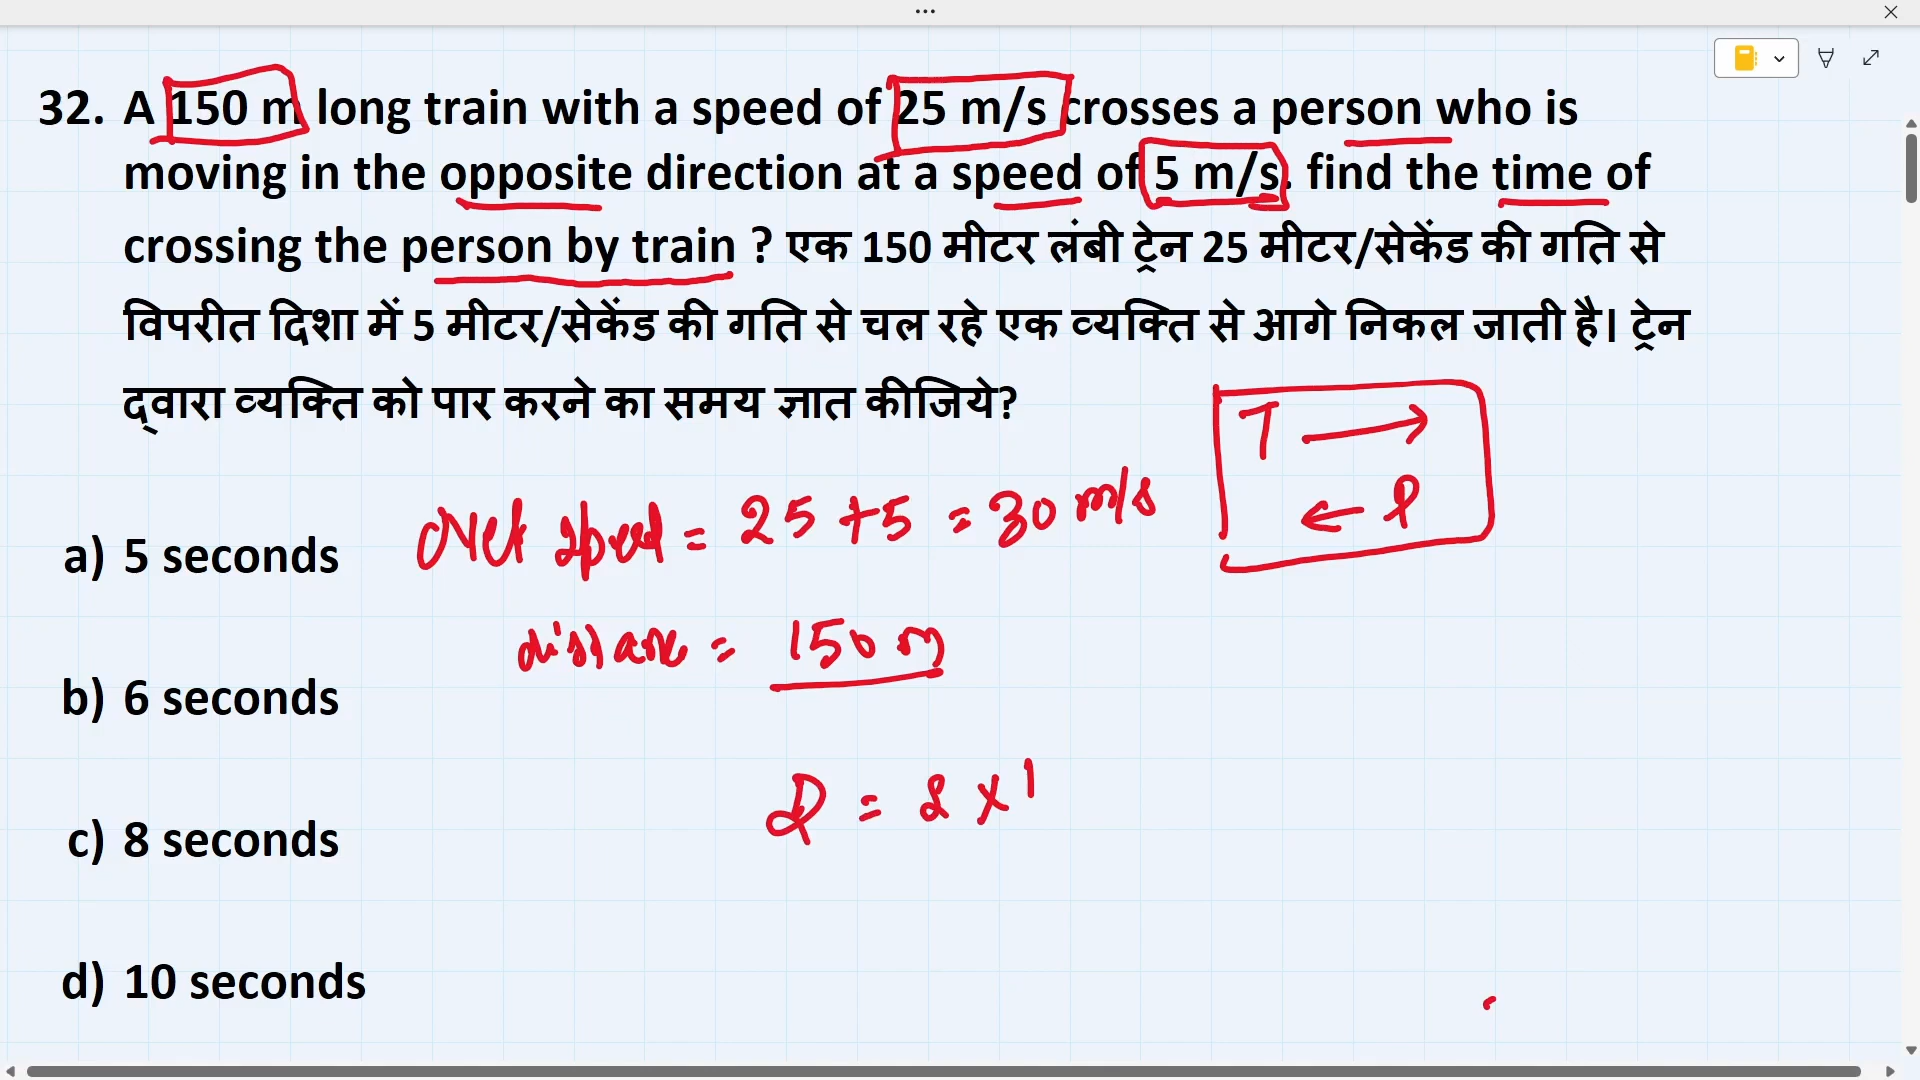 32. A 150 m long train with a speed of 25 m/s crosses a person who is
moving in the opposite direction at a speed of 5 m/s. find the time of
crossing the person by train ? एक 150 मीटर लंबी ट्रेन 25 मीटर/सेकेंड की गति से
विपरीत दिशा में 5 मीटर/सेकेंड की गति से चल रहे एक व्यक्ति से आगे निकल जाती है। ट्रेन
द्वारा व्यक्ति को पार करने का समय ज्ञात कीजिये?
T
P
Net speed = 25 + 5 = 30 m/s
a) 5 seconds
distance = 150 m
b) 6 seconds
D = 2 x 1
c) 8 seconds
d) 10 seconds